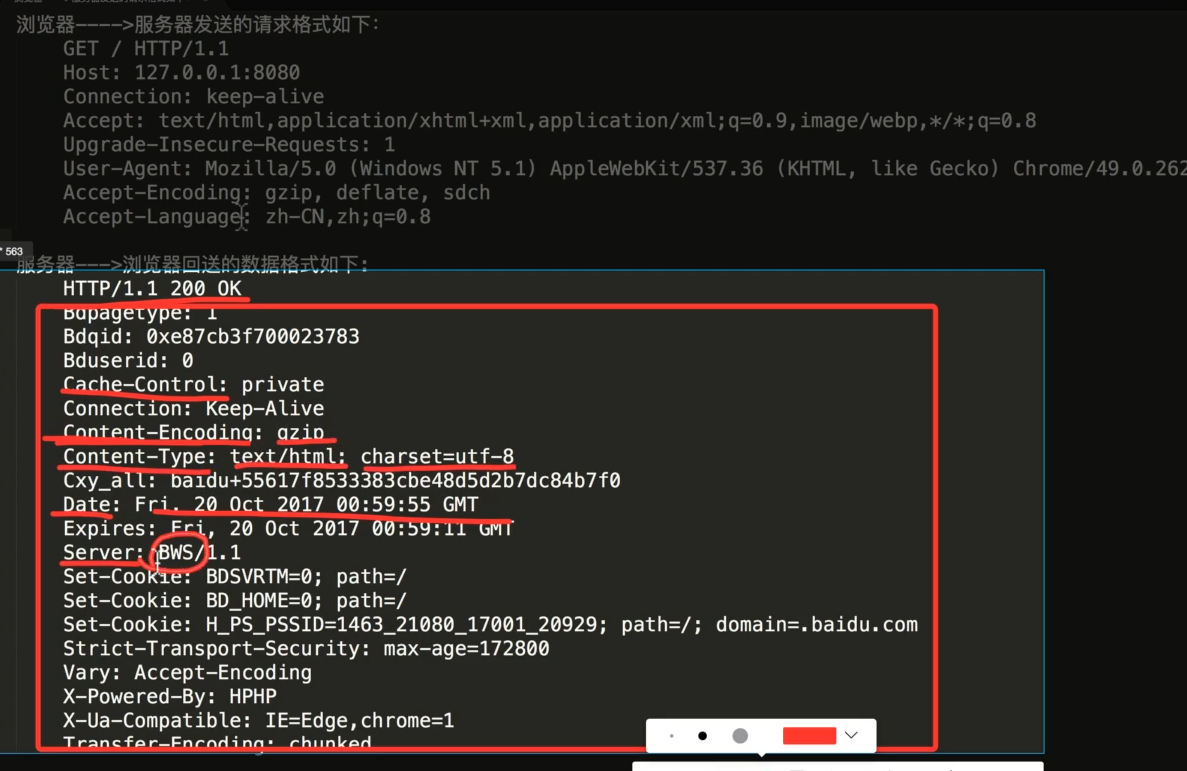 浏览器---->服务器发送的请求格式如下:
GET / HTTP/1.1
Host: 127.0.0.1:8080
Connection: keep-alive
Accept: text/html,application/xhtml+xml,application/xml;q=0.9,image/webp,*/*;q=0.8
Upgrade-Insecure-Requests: 1
User-Agent: Mozilla/5.0 (Windows NT 5.1) AppleWebKit/537.36 (KHTML, like Gecko) Chrome/49.0.262
Accept-Encoding: gzip, deflate, sdch
Accept-Language: zh-CN,zh;q=0.8
* 563
服务器--->浏览器回送的数据格式如下:
HTTP/1.1 200 OK
Bdpagetype: 1
Bdqid: 0xe87cb3f700023783
Bduserid: 0
Cache-Control: private
Connection: Keep-Alive
Content-Encoding: gzip
Content-Type: text/html; charset=utf-8
Cxy_all: baidu+55617f8533383cbe48d5d2b7dc84b7f0
Date: Fri, 20 Oct 2017 00:59:55 GMT
Expires: Fri, 20 Oct 2017 00:59:11 GMT
Server: BWS/1.1
Set-Cookie: BDSVRTM=0; path=/
Set-Cookie: BD_HOME=0; path=/
Set-Cookie: H_PS_PSSID=1463_21080_17001_20929; path=/; domain=.baidu.com
Strict-Transport-Security: max-age=172800
Vary: Accept-Encoding
X-Powered-By: HPHP
X-Ua-Compatible: IE=Edge,chrome=1
Transfer-Encoding: chunked